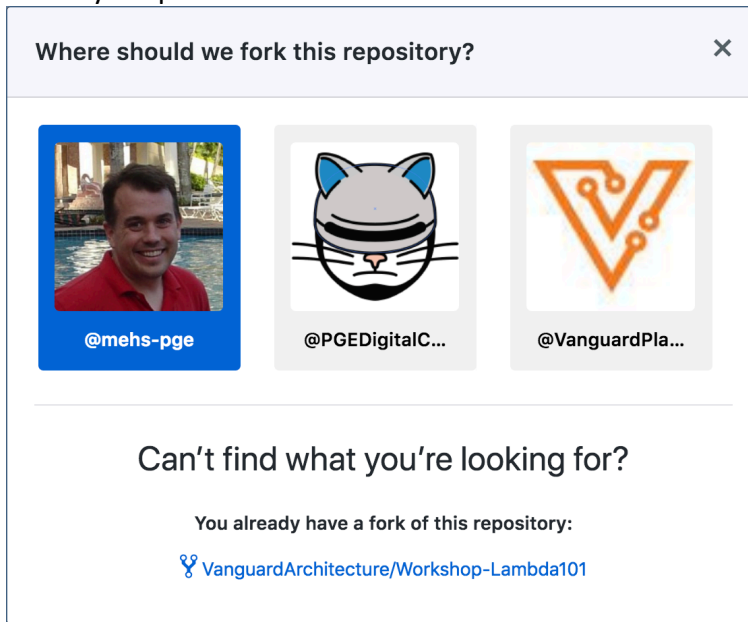 Where should we fork this repository?
@mehs-pge
@PGEDigitalC...
@VanguardPla...
Can't find what you're looking for?
You already have a fork of this repository:
VanguardArchitecture/Workshop-Lambda101